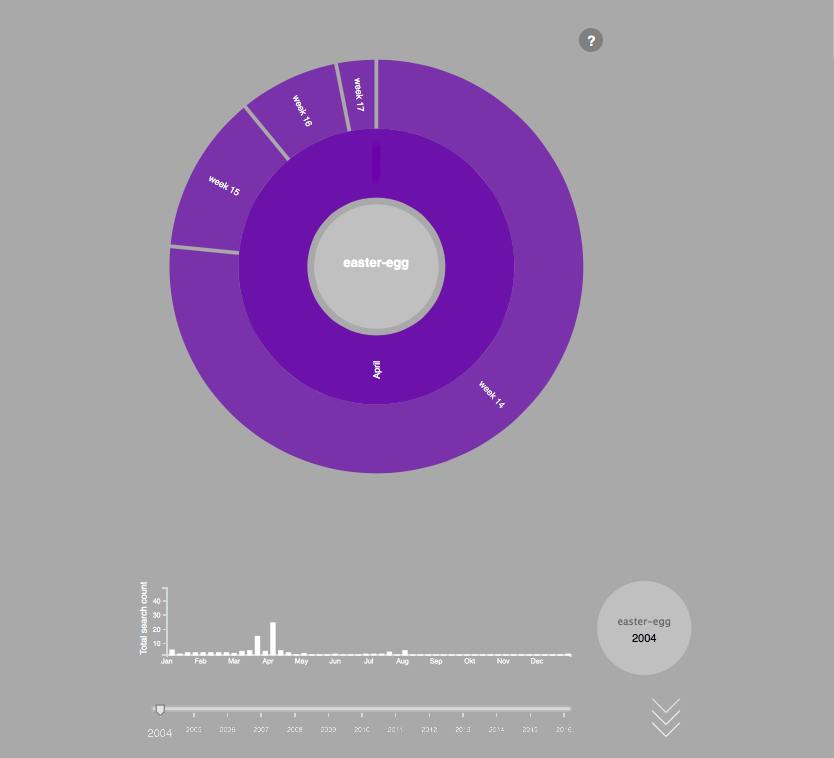 ?
week 17
week 16
week 15
easter-egg
April
week 14
Total search count
40
30
20
10
Jan Feb Mar Apr May Jun Jul Aug Sep Okt Nov Dec
easter-egg
2004
2004 2005 2006 2007 2008 2009 2010 2011 2012 2013 2014 2015 2016